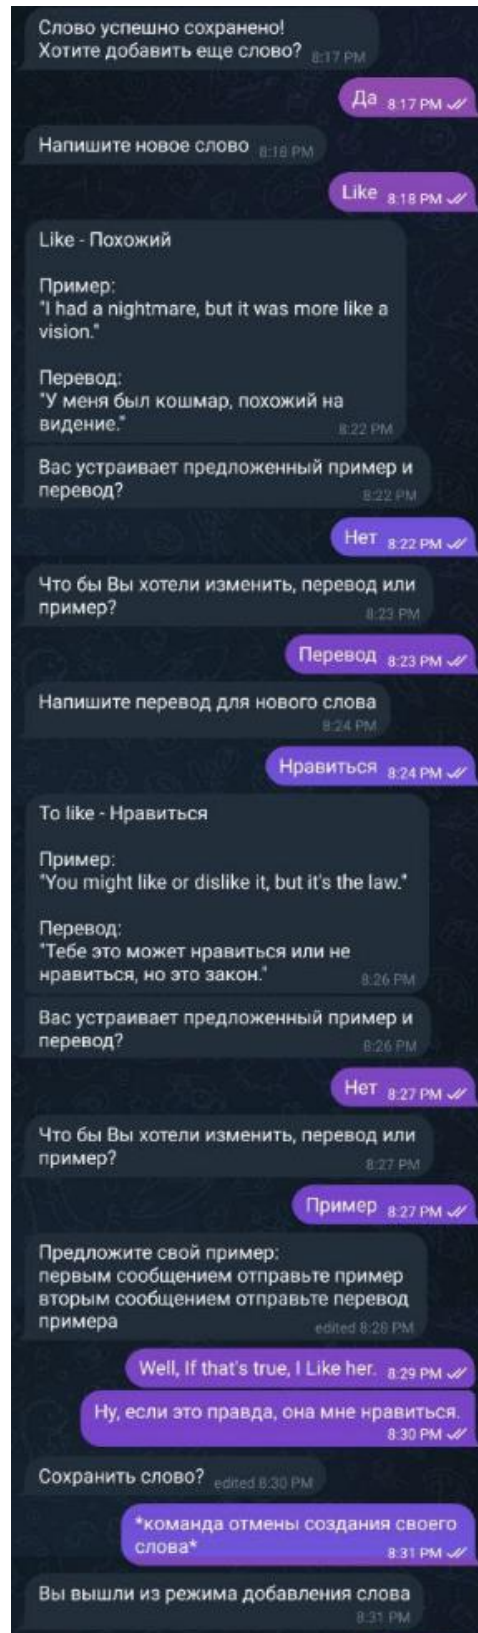 Слово успешно сохранено!
Хотите добавить еще слово? 8:17 PM
Да 8:17 PM
Напишите новое слово 8:18 PM
Like 8:18 PM
Like - Похожий
Пример:
"I had a nightmare, but it was more like a
vision."
Перевод:
"У меня был кошмар, похожий на
видение." 8:22 PM
Вас устраивает предложенный пример и
перевод? 8:22 PM
Нет 8:22 PM
Что бы Вы хотели изменить, перевод или
пример? 8:23 PM
Перевод 8:23 PM
Напишите перевод для нового слова
8:24 PM
Нравиться 8:24 PM
To like - Нравиться
Пример:
"You might like or dislike it, but it's the law."
Перевод:
"Тебе это может нравиться или не
нравиться, но это закон." 8:26 PM
Вас устраивает предложенный пример и
перевод? 8:26 PM
Нет 8:27 PM
Что бы Вы хотели изменить, перевод или
пример? 8:27 PM
Пример 8:27 PM
Предложите свой пример:
первым сообщением отправьте пример
вторым сообщением отправьте перевод
примера edited 8:28 PM
Well, If that's true, I Like her. 8:29 PM
Ну, если это правда, она мне нравиться.
8:30 PM
Сохранить слово? edited 8:30 PM
*команда отмены создания своего
слова* 8:31 PM
Вы вышли из режима добавления слова
8:31 PM